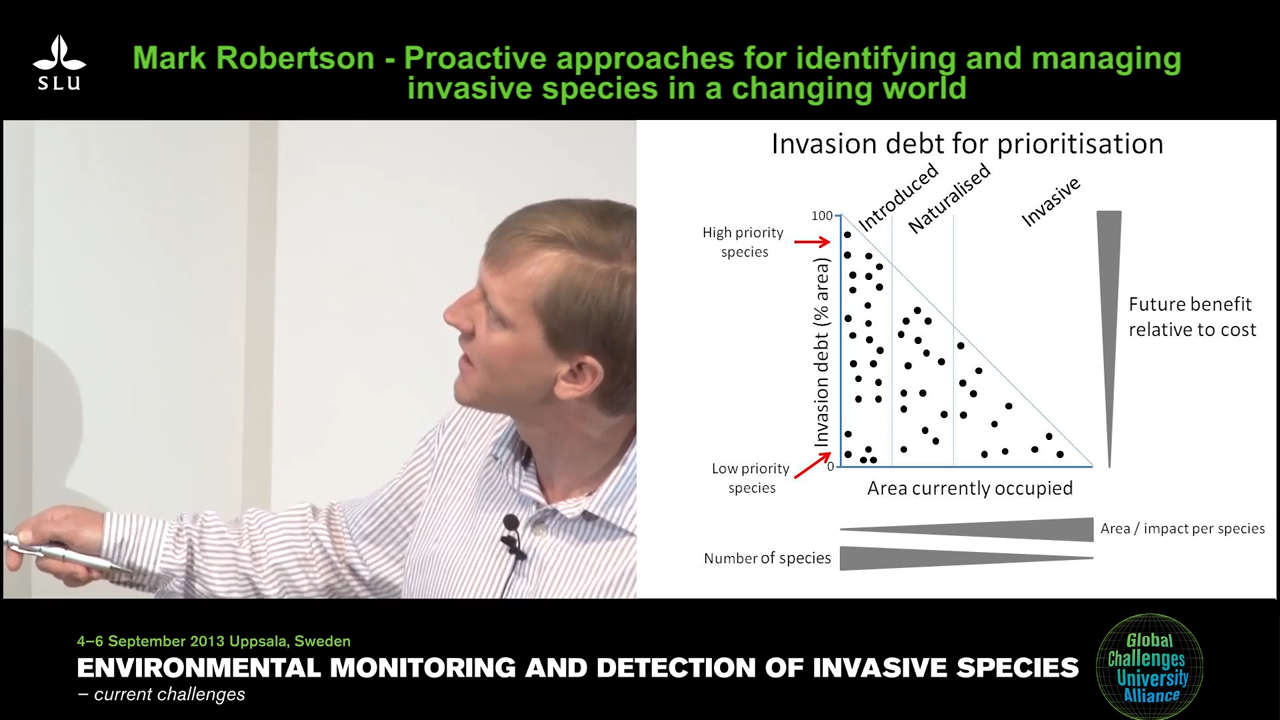 SLU
Mark Robertson - Proactive approaches for identifying and managing
invasive species in a changing world
Invasion debt for prioritisation
Introduced
Naturalised
Invasive
100
High priority
species
Invasion debt (% area)
Future benefit
relative to cost
Low priority
species
0
Area currently occupied
Area / impact per species
Number of species
4–6 September 2013 Uppsala, Sweden
ENVIRONMENTAL MONITORING AND DETECTION OF INVASIVE SPECIES
– current challenges
Global
Challenges
University
Alliance